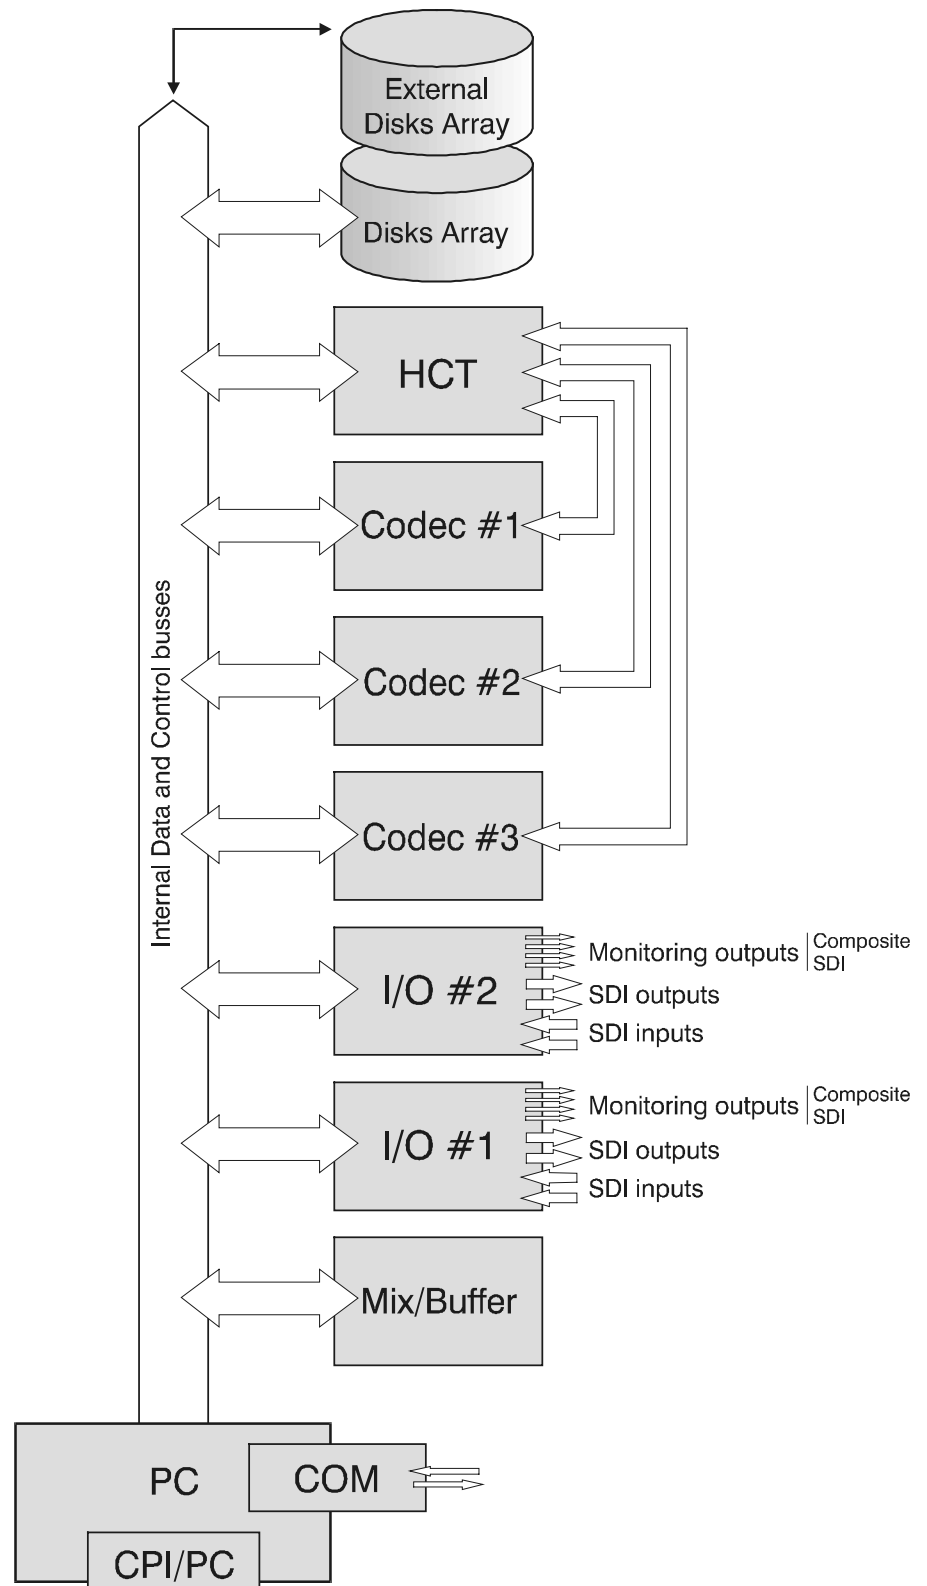 External
Disks Array
Disks Array
HCT
Codec #1
Codec #2
Codec #3
Internal Data and Control busses
I/O #2
Monitoring outputs
Composite
SDI
SDI outputs
SDI inputs
I/O #1
Monitoring outputs
Composite
SDI
SDI outputs
SDI inputs
Mix/Buffer
PC
COM
CPI/PC